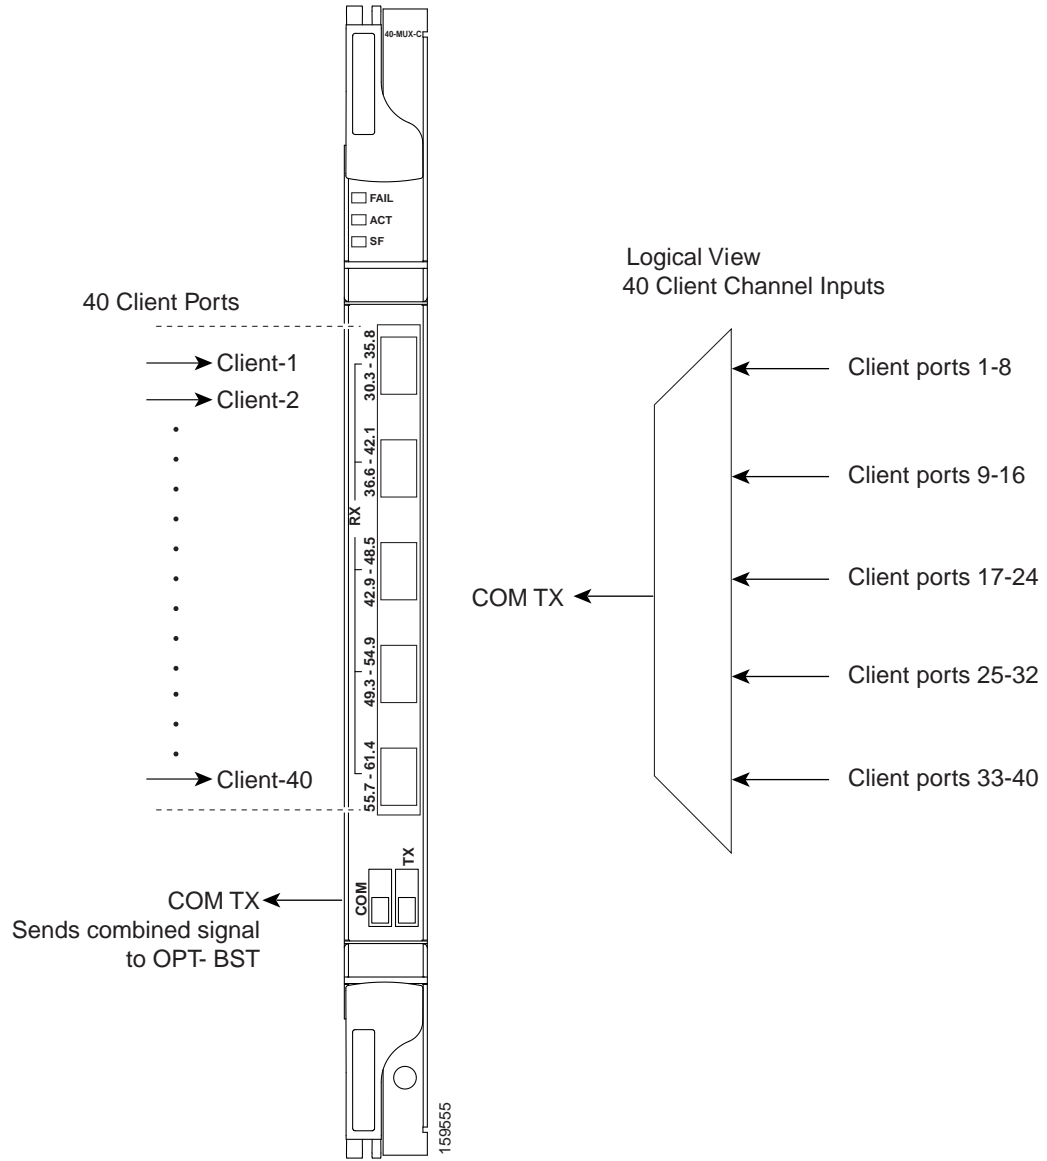 40-MUX-C
FAIL
ACT
SF
Logical View
40 Client Channel Inputs
40 Client Ports
Client-1
Client-2
Client-40
30.3 - 35.8
36.6 - 42.1
RX
42.9 - 48.5
49.3 - 54.9
55.7 - 61.4
COM
TX
COM TX
Sends combined signal
to OPT- BST
COM TX
Client ports 1-8
Client ports 9-16
Client ports 17-24
Client ports 25-32
Client ports 33-40
159555